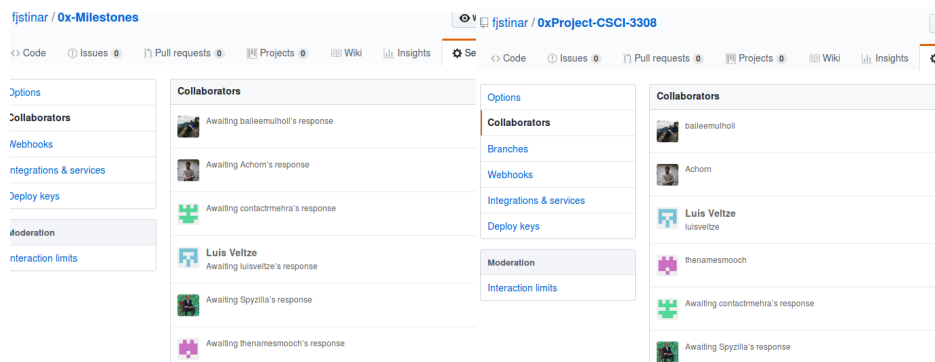 fjstinar / 0x-Milestones
Code Issues 0 Pull requests 0 Projects 0 Wiki Insights
Options
Collaborators
Webhooks
ntegrations & services
Deploy keys
Moderation
nteraction limits
Collaborators
Awaiting baileemulholl's response
Awaiting Achorn's response
Awaiting contactrmehra's response
Luis Veltze
Awaiting luisveltze's response
Awaiting Spyzilla's response
Awaiting thenamesmooch's response
fjstinar / 0xProject-CSCI-3308
Code Issues 0 Pull requests 0 Projects 0 Wiki Insights
Options
Collaborators
Branches
Webhooks
Integrations & services
Deploy keys
Moderation
Interaction limits
Collaborators
baileemulholl
Achorn
Luis Veltze
luisveltze
thenamesmooch
Awaiting contactrmehra's response
Awaiting Spyzilla's response